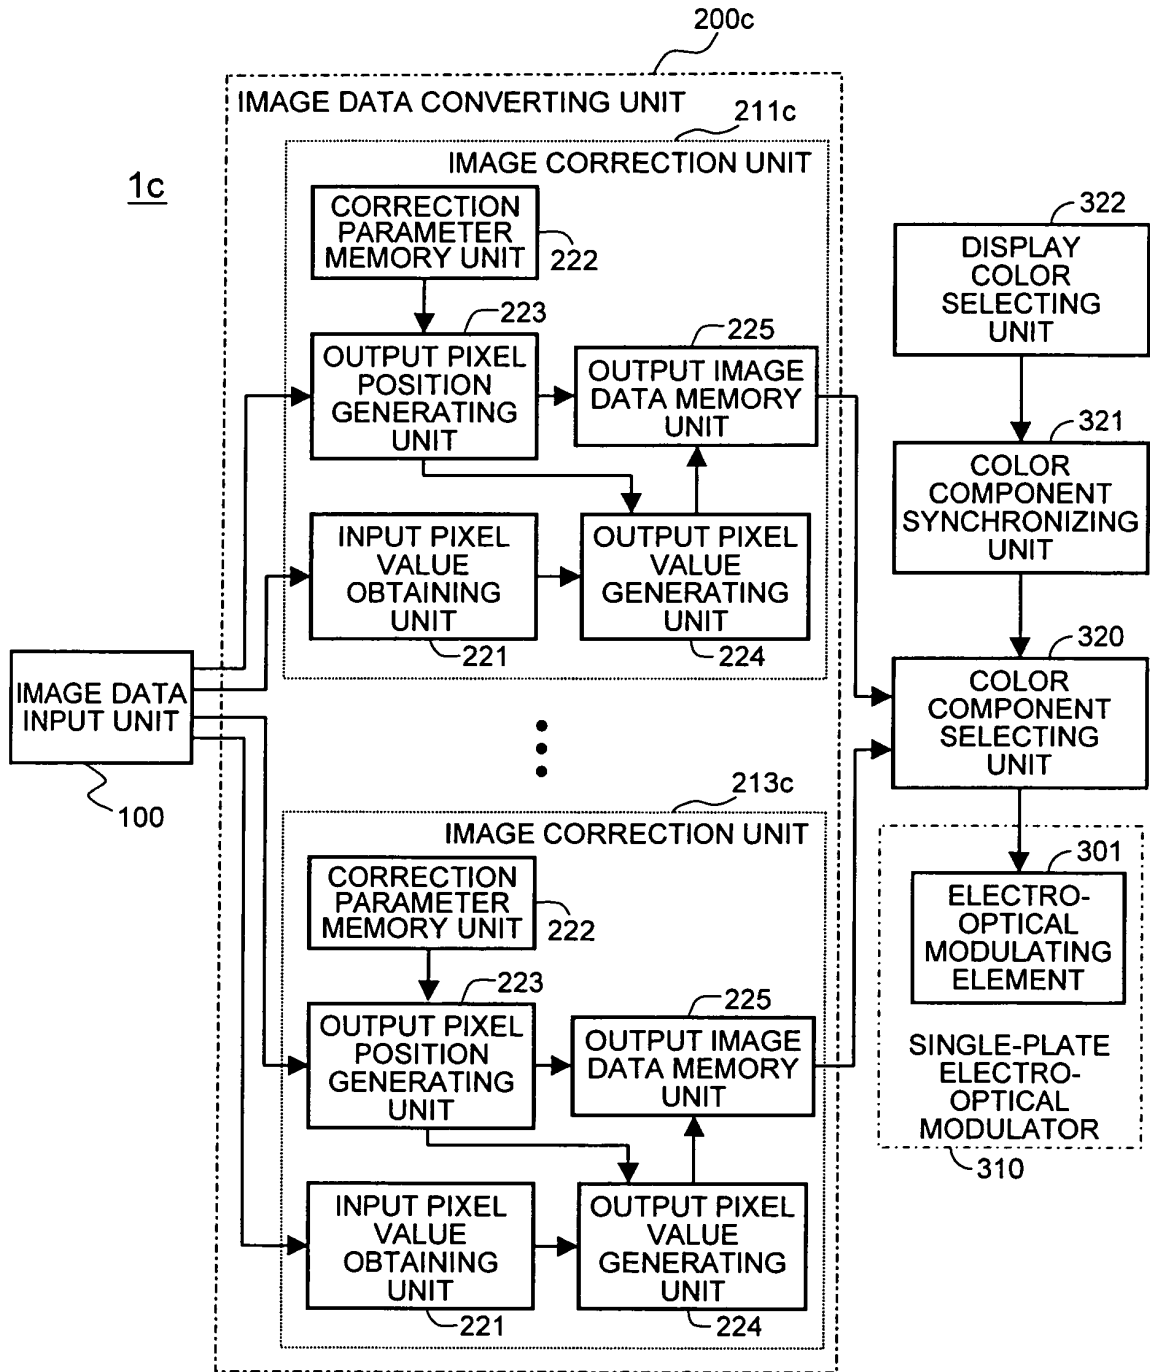 200c
IMAGE DATA CONVERTING UNIT
211c
IMAGE CORRECTION UNIT
1c
CORRECTION
PARAMETER
MEMORY UNIT
222
223
OUTPUT PIXEL
POSITION
GENERATING
UNIT
225
OUTPUT IMAGE
DATA MEMORY
UNIT
INPUT PIXEL
VALUE
OBTAINING
UNIT
221
OUTPUT PIXEL
VALUE
GENERATING
UNIT
224
322
DISPLAY
COLOR
SELECTING
UNIT
321
COLOR
COMPONENT
SYNCHRONIZING
UNIT
320
COLOR
COMPONENT
SELECTING
UNIT
IMAGE DATA
INPUT UNIT
100
213c
IMAGE CORRECTION UNIT
CORRECTION
PARAMETER
MEMORY UNIT
222
223
OUTPUT PIXEL
POSITION
GENERATING
UNIT
225
OUTPUT IMAGE
DATA MEMORY
UNIT
INPUT PIXEL
VALUE
OBTAINING
UNIT
221
OUTPUT PIXEL
VALUE
GENERATING
UNIT
224
301
ELECTRO-
OPTICAL
MODULATING
ELEMENT
SINGLE-PLATE
ELECTRO-
OPTICAL
MODULATOR
310